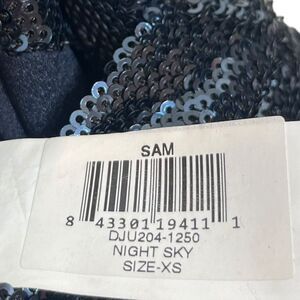 SAM
8 43301 19411 1
DJU204-1250
NIGHT SKY
SIZE-XS